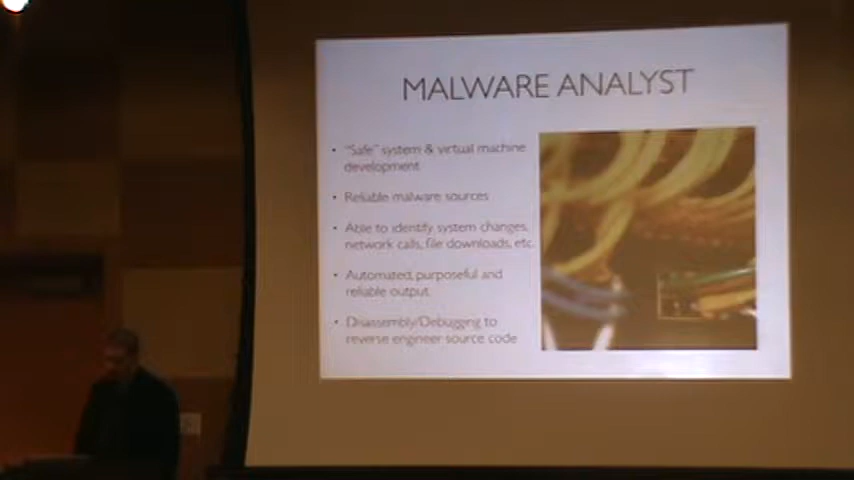 MALWARE ANALYST
• "Safe" system & virtual machine
development
• Reliable malware sources
• Able to identify system changes,
network calls, file downloads, etc.
• Automated, purposeful and
reliable output
• Disassembly/Debugging to
reverse engineer source code